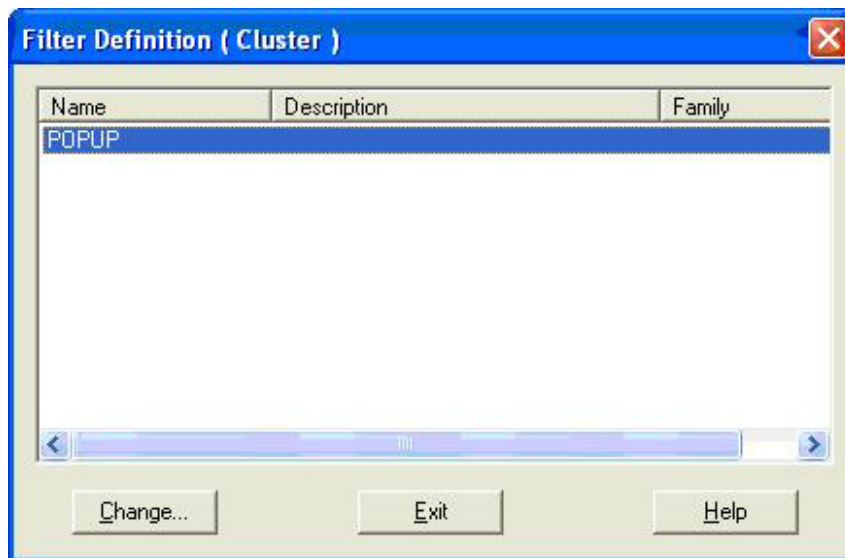 Filter Definition ( Cluster )
Name Description Family
POPUP
Change... Exit Help